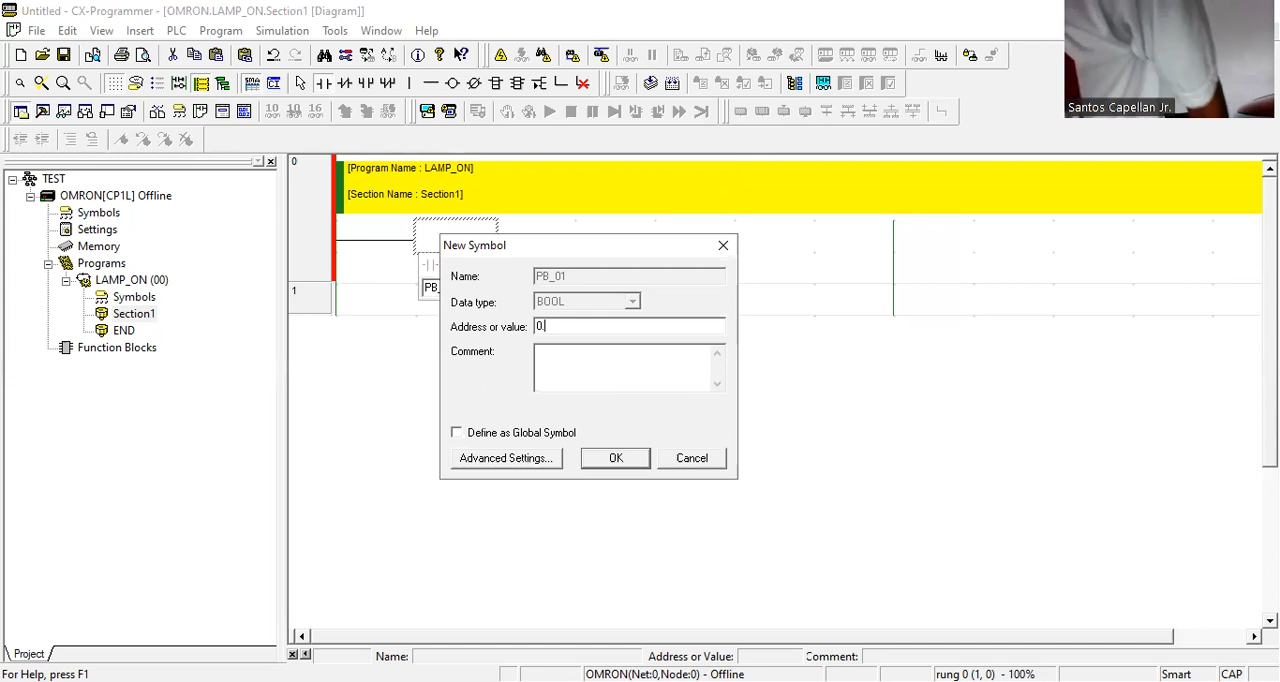 Untitled - CX-Programmer - [OMRON.LAMP_ON.Section1 [Diagram]]
File Edit View Insert PLC Program Simulation Tools Window Help
Santos Capellan Jr.
10 10 16
TEST
OMRON[CP1L] Offline
Symbols
Settings
Memory
Programs
LAMP_ON (00)
Symbols
Section1
END
Function Blocks
Project
0
[Program Name : LAMP_ON]
[Section Name : Section1]
1
PB_
New Symbol
Name: PB_01
Data type: BOOL
Address or value: 0.
Comment:
Define as Global Symbol
Advanced Settings... OK Cancel
Name: Address or Value: Comment:
For Help, press F1 OMRON(Net:0,Node:0) - Offline rung 0 (1, 0) - 100% Smart CAP